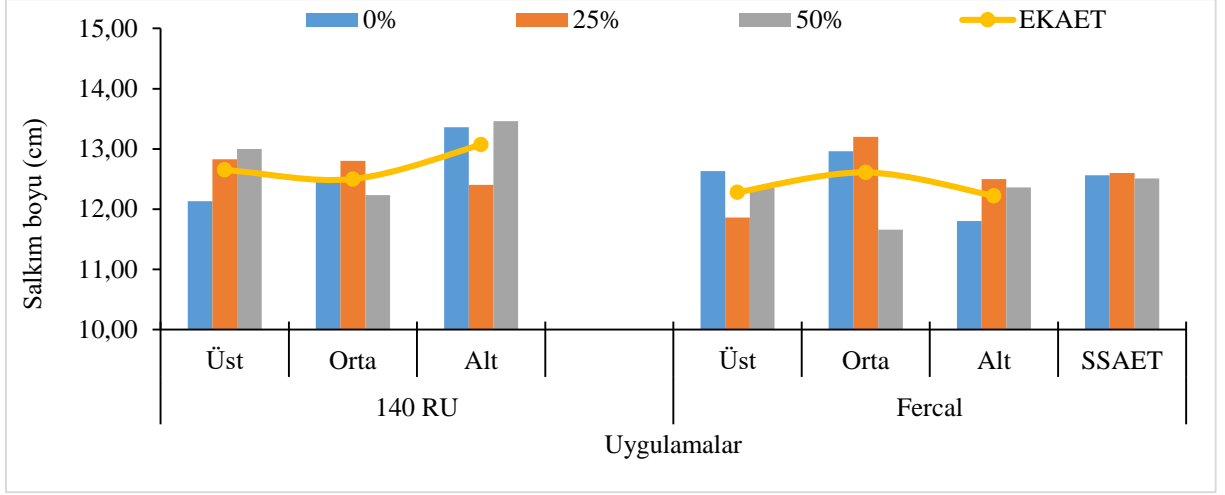 0% 25% 50% EKAET
15,00
14,00
13,00
12,00
11,00
10,00
Salkım boyu (cm)
Üst Orta Alt Üst Orta Alt SSAET
140 RU Fercal
Uygulamalar